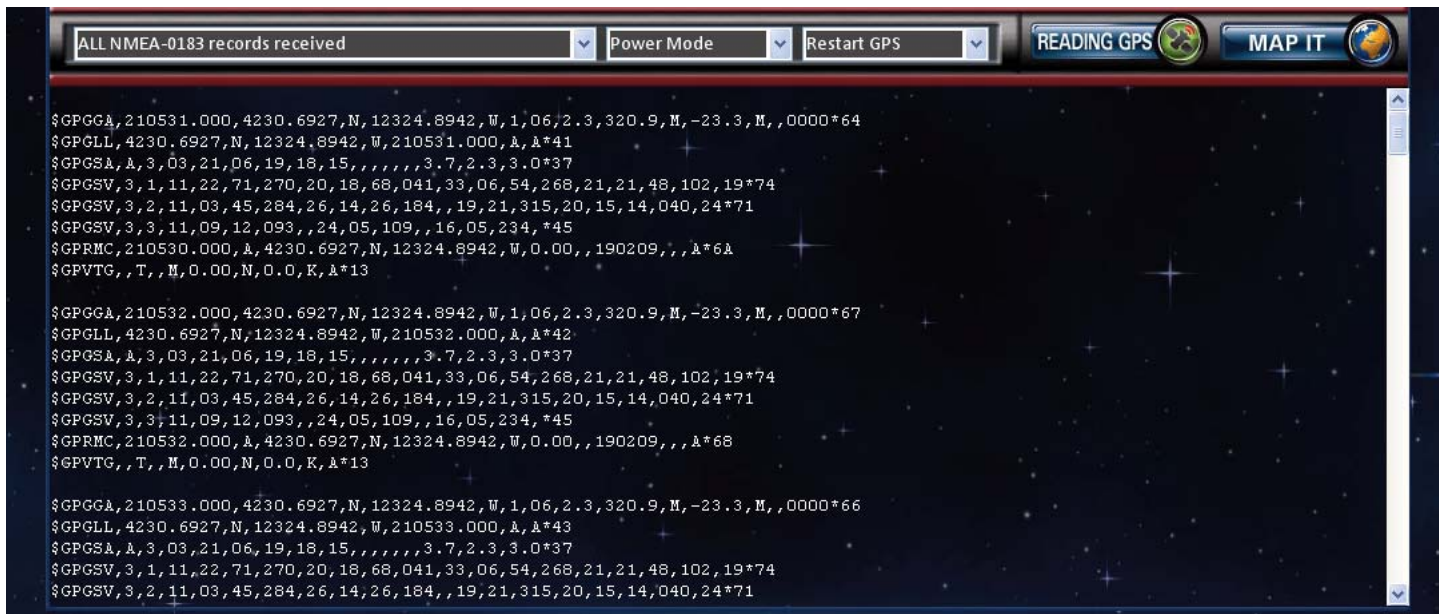 ALL NMEA-0183 records received
Power Mode
Restart GPS
READING GPS
MAP IT
$GPGGA,210531.000,4230.6927,N,12324.8942,W,1,06,2.3,320.9,M,-23.3,M,,0000*64
$GPGLL,4230.6927,N,12324.8942,W,210531.000,A,A*41
$GPGSA,A,3,03,21,06,19,18,15,,,,,,,3.7,2.3,3.0*37
$GPGSV,3,1,11,22,71,270,20,18,68,041,33,06,54,268,21,21,48,102,19*74
$GPGSV,3,2,11,03,45,284,26,14,26,184,,19,21,315,20,15,14,040,24*71
$GPGSV,3,3,11,09,12,093,,24,05,109,,16,05,234,*45
$GPRMC,210530.000,A,4230.6927,N,12324.8942,W,0.00,,190209,,,A*6A
$GPVTG,,T,,M,0.00,N,0.0,K,A*13
$GPGGA,210532.000,4230.6927,N,12324.8942,W,1,06,2.3,320.9,M,-23.3,M,,0000*67
$GPGLL,4230.6927,N,12324.8942,W,210532.000,A,A*42
$GPGSA,A,3,03,21,06,19,18,15,,,,,,,3.7,2.3,3.0*37
$GPGSV,3,1,11,22,71,270,20,18,68,041,33,06,54,268,21,21,48,102,19*74
$GPGSV,3,2,11,03,45,284,26,14,26,184,,19,21,315,20,15,14,040,24*71
$GPGSV,3,3,11,09,12,093,,24,05,109,,16,05,234,*45
$GPRMC,210532.000,A,4230.6927,N,12324.8942,W,0.00,,190209,,,A*68
$GPVTG,,T,,M,0.00,N,0.0,K,A*13
$GPGGA,210533.000,4230.6927,N,12324.8942,W,1,06,2.3,320.9,M,-23.3,M,,0000*66
$GPGLL,4230.6927,N,12324.8942,W,210533.000,A,A*43
$GPGSA,A,3,03,21,06,19,18,15,,,,,,,3.7,2.3,3.0*37
$GPGSV,3,1,11,22,71,270,20,18,68,041,33,06,54,268,21,21,48,102,19*74
$GPGSV,3,2,11,03,45,284,26,14,26,184,,19,21,315,20,15,14,040,24*71